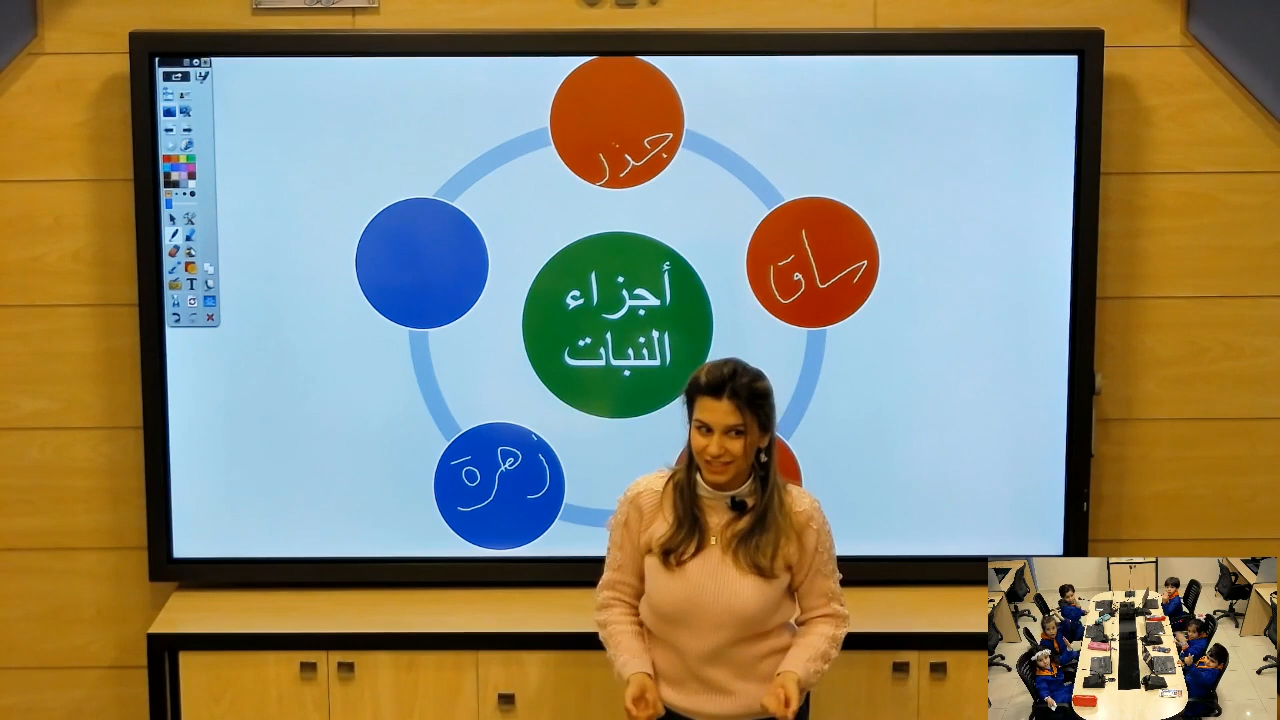 جذر
ساق
أجزاء
النبات
زهرة